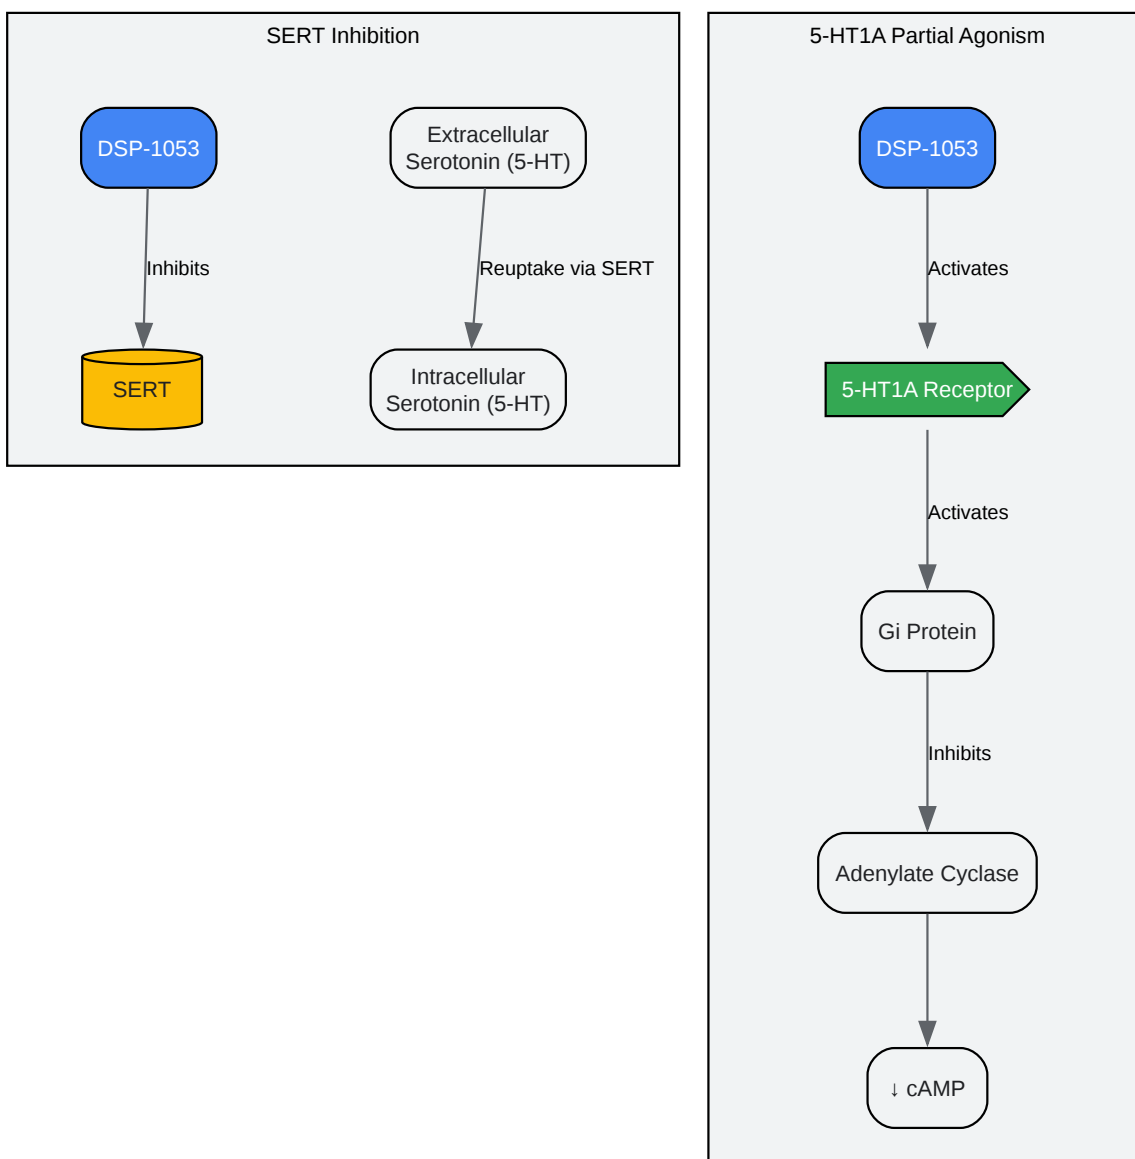 SERT Inhibition
DSP-1053
Extracellular
Serotonin (5-HT)
Inhibits
Reuptake via SERT
SERT
Intracellular
Serotonin (5-HT)
5-HT1A Partial Agonism
DSP-1053
Activates
5-HT1A Receptor
Activates
Gi Protein
Inhibits
Adenylate Cyclase
↓ cAMP